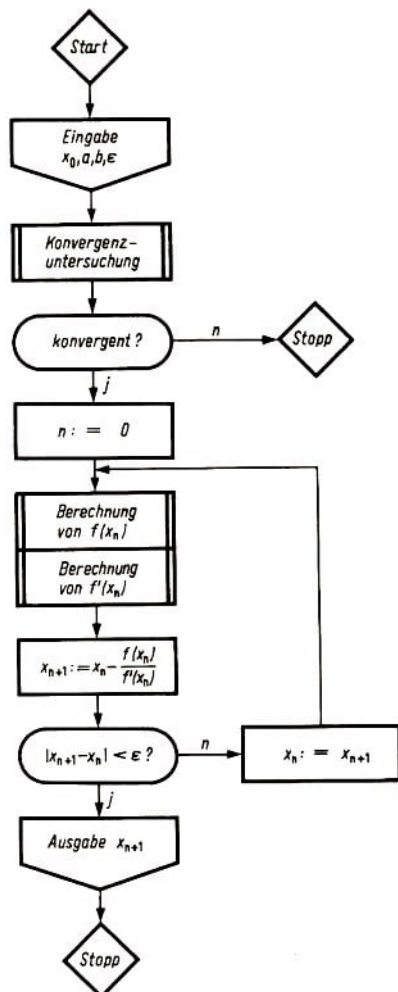 Start
Eingabe
x₀,a,b,ε
Konvergenz-
untersuchung
konvergent?
n
Stopp
j
n := 0
Berechnung
von f(xₙ)
Berechnung
von f'(xₙ)
xₙ₊₁ := xₙ - f(xₙ)/f'(xₙ)
|xₙ₊₁ - xₙ| < ε?
n
xₙ := xₙ₊₁
j
Ausgabe xₙ₊₁
Stopp